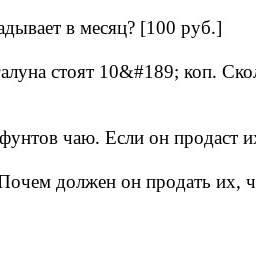 адывает в месяц? [100 руб.]
алуна стоят 10&#189; коп. Скол
фунтов чаю. Если он продаст их
Почем должен он продать их, ч